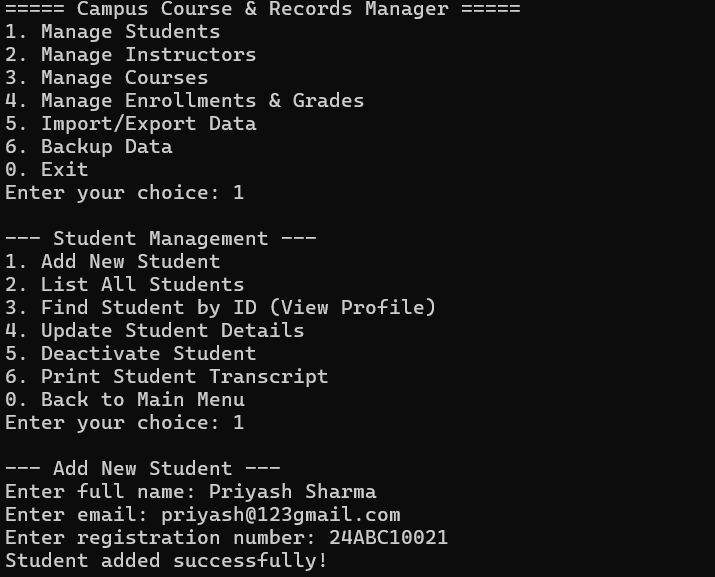 ===== Campus Course & Records Manager =====
1. Manage Students
2. Manage Instructors
3. Manage Courses
4. Manage Enrollments & Grades
5. Import/Export Data
6. Backup Data
0. Exit
Enter your choice: 1
--- Student Management ---
1. Add New Student
2. List All Students
3. Find Student by ID (View Profile)
4. Update Student Details
5. Deactivate Student
6. Print Student Transcript
0. Back to Main Menu
Enter your choice: 1
--- Add New Student ---
Enter full name: Priyash Sharma
Enter email: priyash@123gmail.com
Enter registration number: 24ABC10021
Student added successfully!